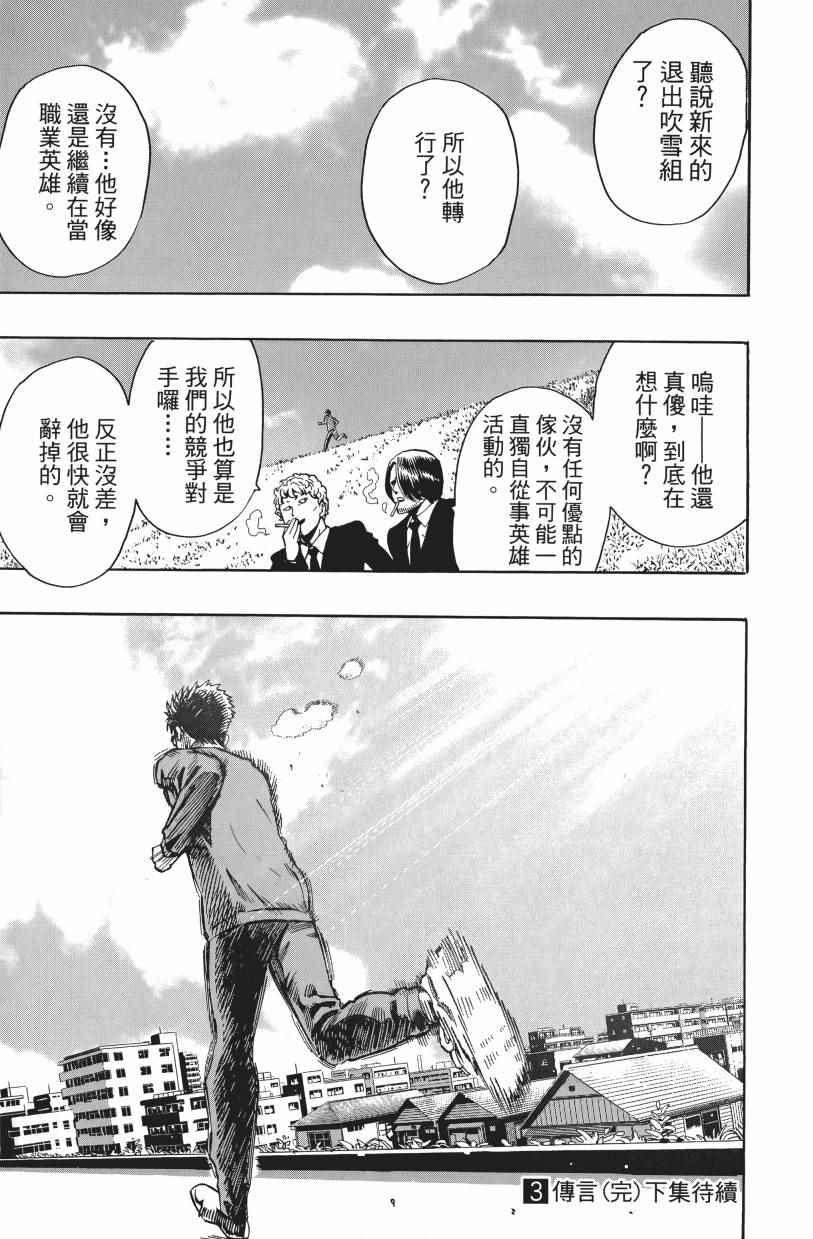 聽說新來的
退出吹雪組
了？
所以他轉
行了？
沒有…他好像
還是繼續在當
職業英雄。
嗚哇——他還
真傻，到底在
想什麼啊？
沒有任何優點的
傢伙，不可能一
直獨自從事英雄
活動的。
所以他也算是
我們的競爭對
手囉……
反正沒差，
他很快就會
辭掉的。
3 傳言(完)下集待續